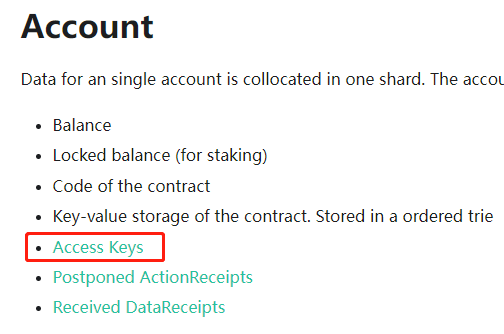 Account
Data for an single account is collocated in one shard. The accou
Balance
Locked balance (for staking)
Code of the contract
Key-value storage of the contract. Stored in a ordered trie
Access Keys
Postponed ActionReceipts
Received DataReceipts